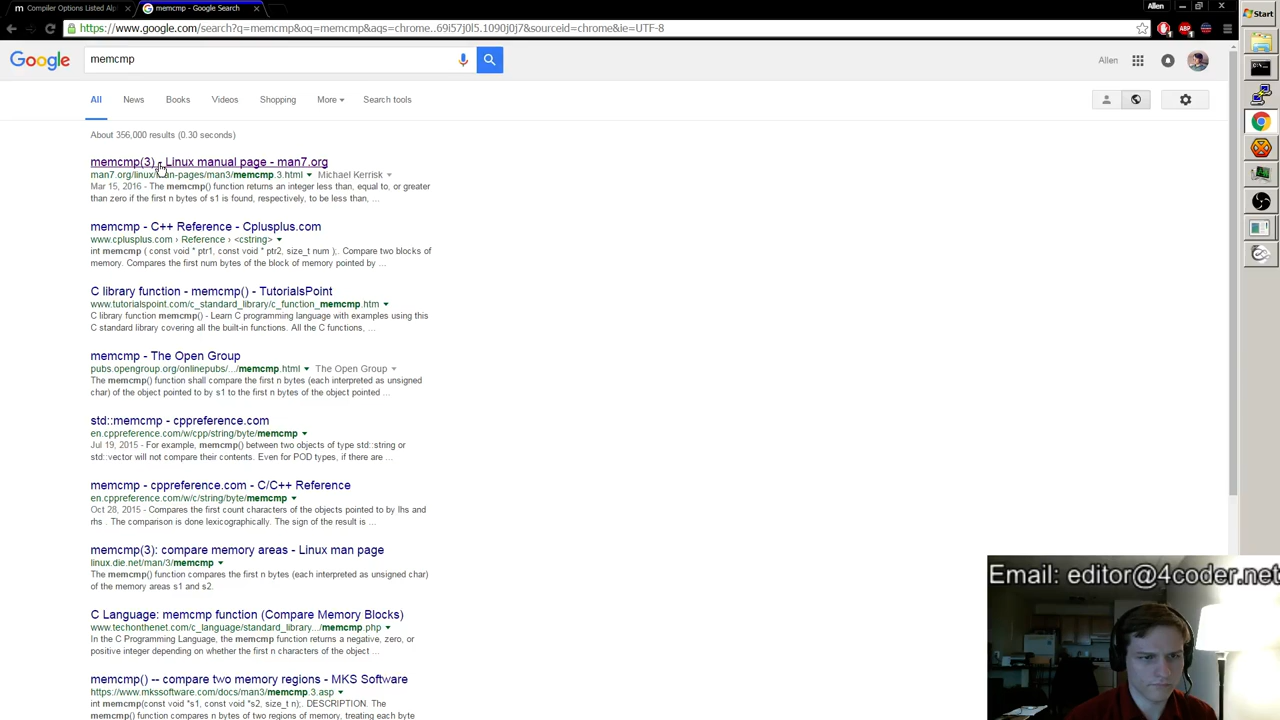 Compiler Options Listed Alp
memcmp - Google Search
Allen
Start
https://www.google.com/search?q=memcmp&oq=memcmp&aqs=chrome..69i57j0l5.1090j0j7&sourceid=chrome&ie=UTF-8
Google
memcmp
Allen
All News Books Videos Shopping More Search tools
About 356,000 results (0.30 seconds)
memcmp(3) - Linux manual page - man7.org
man7.org/linux/man-pages/man3/memcmp.3.html Michael Kerrisk
Mar 15, 2016 - The memcmp() function returns an integer less than, equal to, or greater
than zero if the first n bytes of s1 is found, respectively, to be less than, ...
memcmp - C++ Reference - Cplusplus.com
www.cplusplus.com › Reference › <cstring>
int memcmp ( const void * ptr1, const void * ptr2, size_t num );. Compare two blocks of
memory. Compares the first num bytes of the block of memory pointed by ...
C library function - memcmp() - TutorialsPoint
www.tutorialspoint.com/c_standard_library/c_function_memcmp.htm
C library function memcmp() - Learn C programming language with examples using this
C standard library covering all the built-in functions. All the C functions, ...
memcmp - The Open Group
pubs.opengroup.org/onlinepubs/.../memcmp.html The Open Group
The memcmp() function shall compare the first n bytes (each interpreted as unsigned
char) of the object pointed to by s1 to the first n bytes of the object pointed ...
std::memcmp - cppreference.com
en.cppreference.com/w/cpp/string/byte/memcmp
Jul 19, 2015 - For example, memcmp() between two objects of type std::string or
std::vector will not compare their contents. Even for POD types, if there are ...
memcmp - cppreference.com - C/C++ Reference
en.cppreference.com/w/c/string/byte/memcmp
Oct 28, 2015 - Compares the first count characters of the objects pointed to by lhs and
rhs . The comparison is done lexicographically. The sign of the result is ...
memcmp(3): compare memory areas - Linux man page
linux.die.net/man/3/memcmp
The memcmp() function compares the first n bytes (each interpreted as unsigned char)
of the memory areas s1 and s2.
C Language: memcmp function (Compare Memory Blocks)
www.techonthenet.com/c_language/standard_library.../memcmp.php
In the C Programming Language, the memcmp function returns a negative, zero, or
positive integer depending on whether the first n characters of the object ...
memcmp() -- compare two memory regions - MKS Software
https://www.mkssoftware.com/docs/man3/memcmp.3.asp
int memcmp(const void *s1, const void *s2, size_t n);. DESCRIPTION. The
memcmp() function compares n bytes of two regions of memory, treating each byte
Email: editor@4coder.net